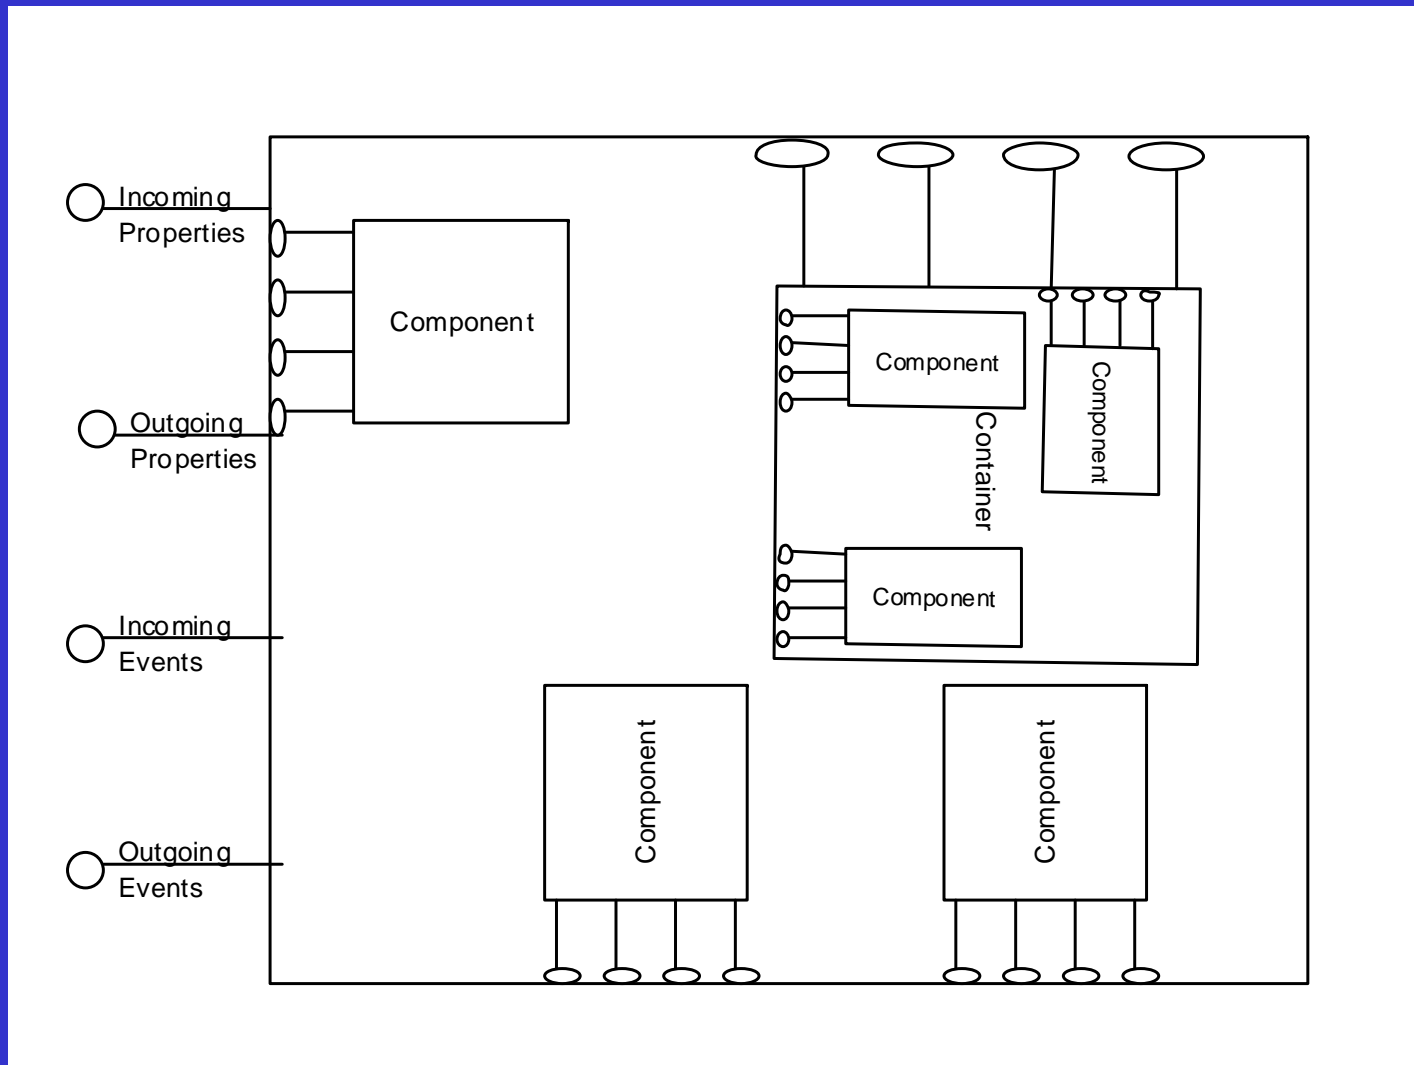 Incoming
Properties
Component
Component
Component
Outgoing
Properties
Container
Component
Incoming
Events
Component
Component
Outgoing
Events